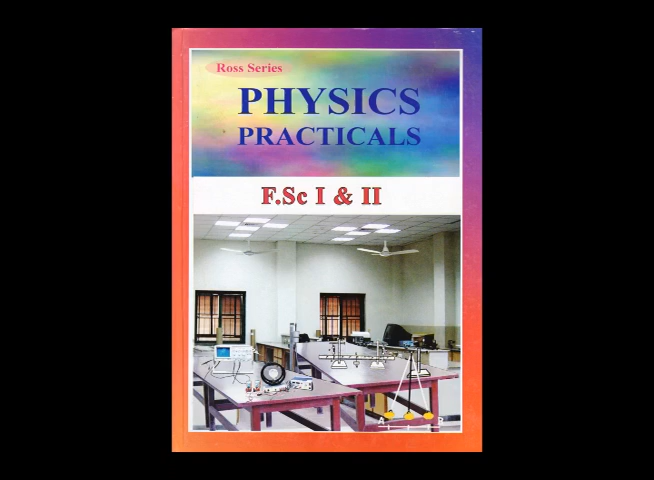 Ross Series
PHYSICS
PRACTICALS
F.Sc I & II
A B